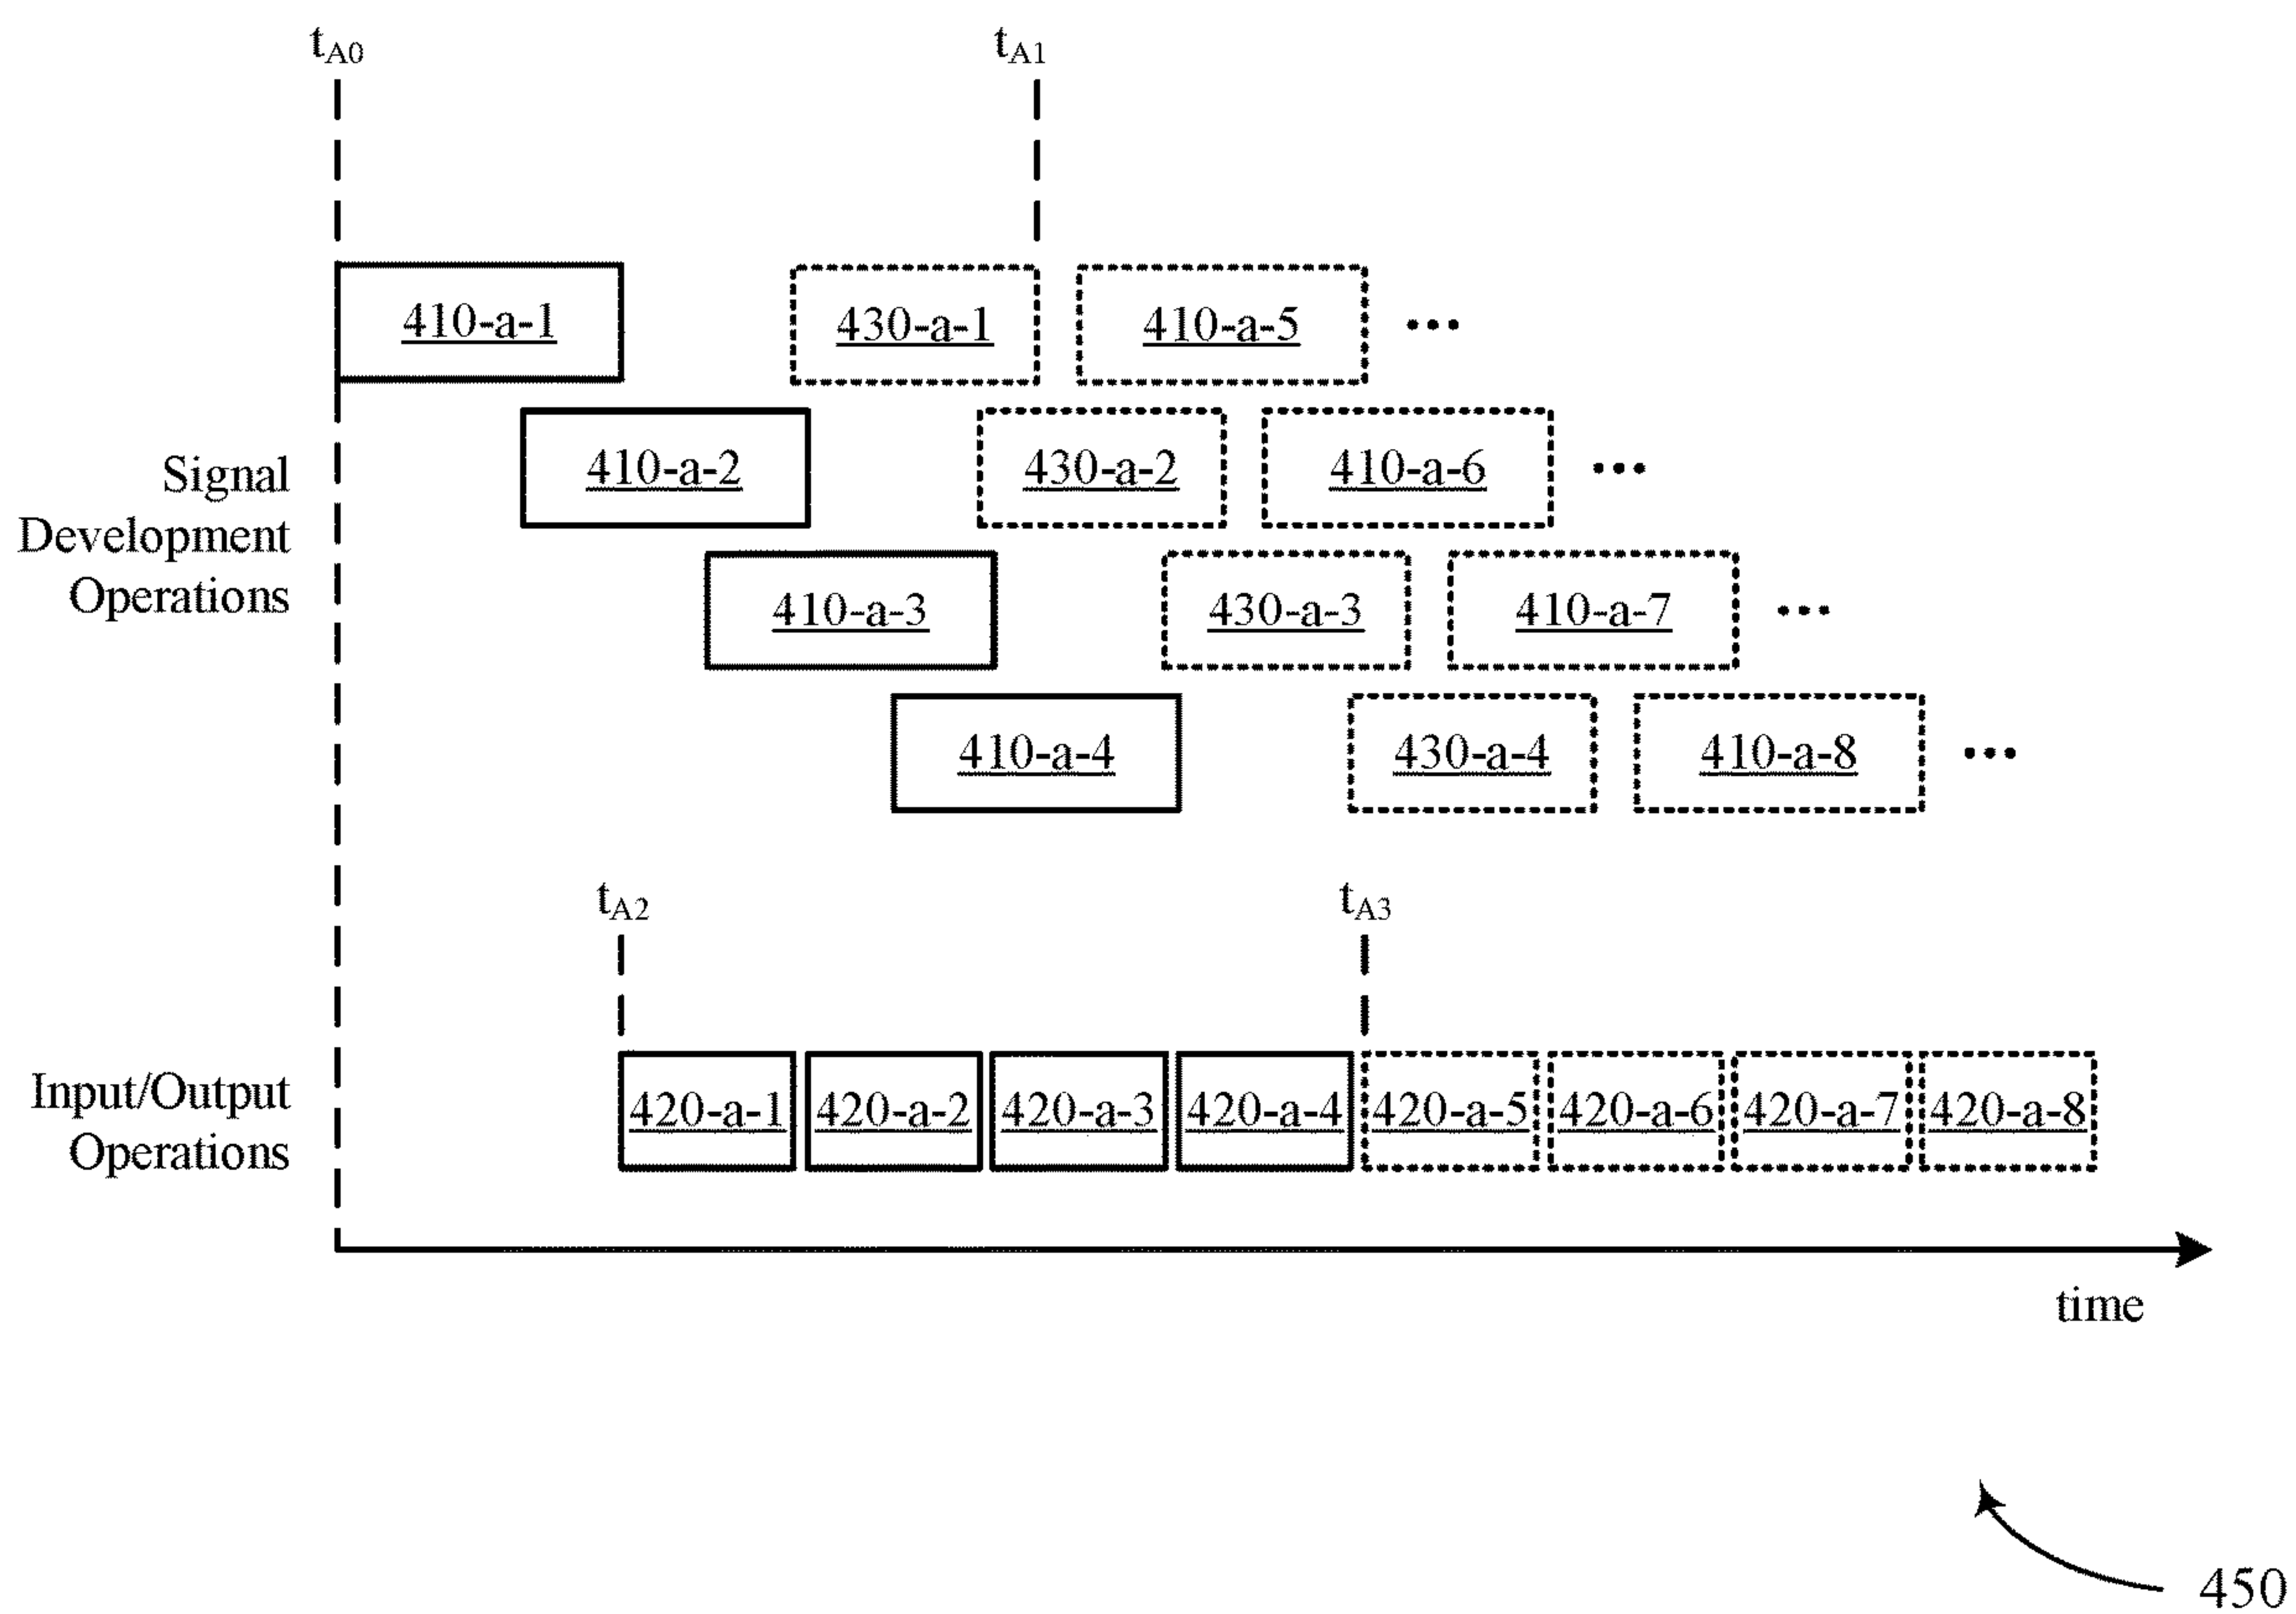 tA0 tA1
410-a-1 430-a-1 410-a-5 •••
410-a-2 430-a-2 410-a-6 •••
Signal
Development
Operations
410-a-3 430-a-3 410-a-7 •••
410-a-4 430-a-4 410-a-8 •••
tA2 tA3
Input/Output
Operations
420-a-1 420-a-2 420-a-3 420-a-4 420-a-5 420-a-6 420-a-7 420-a-8
time
450